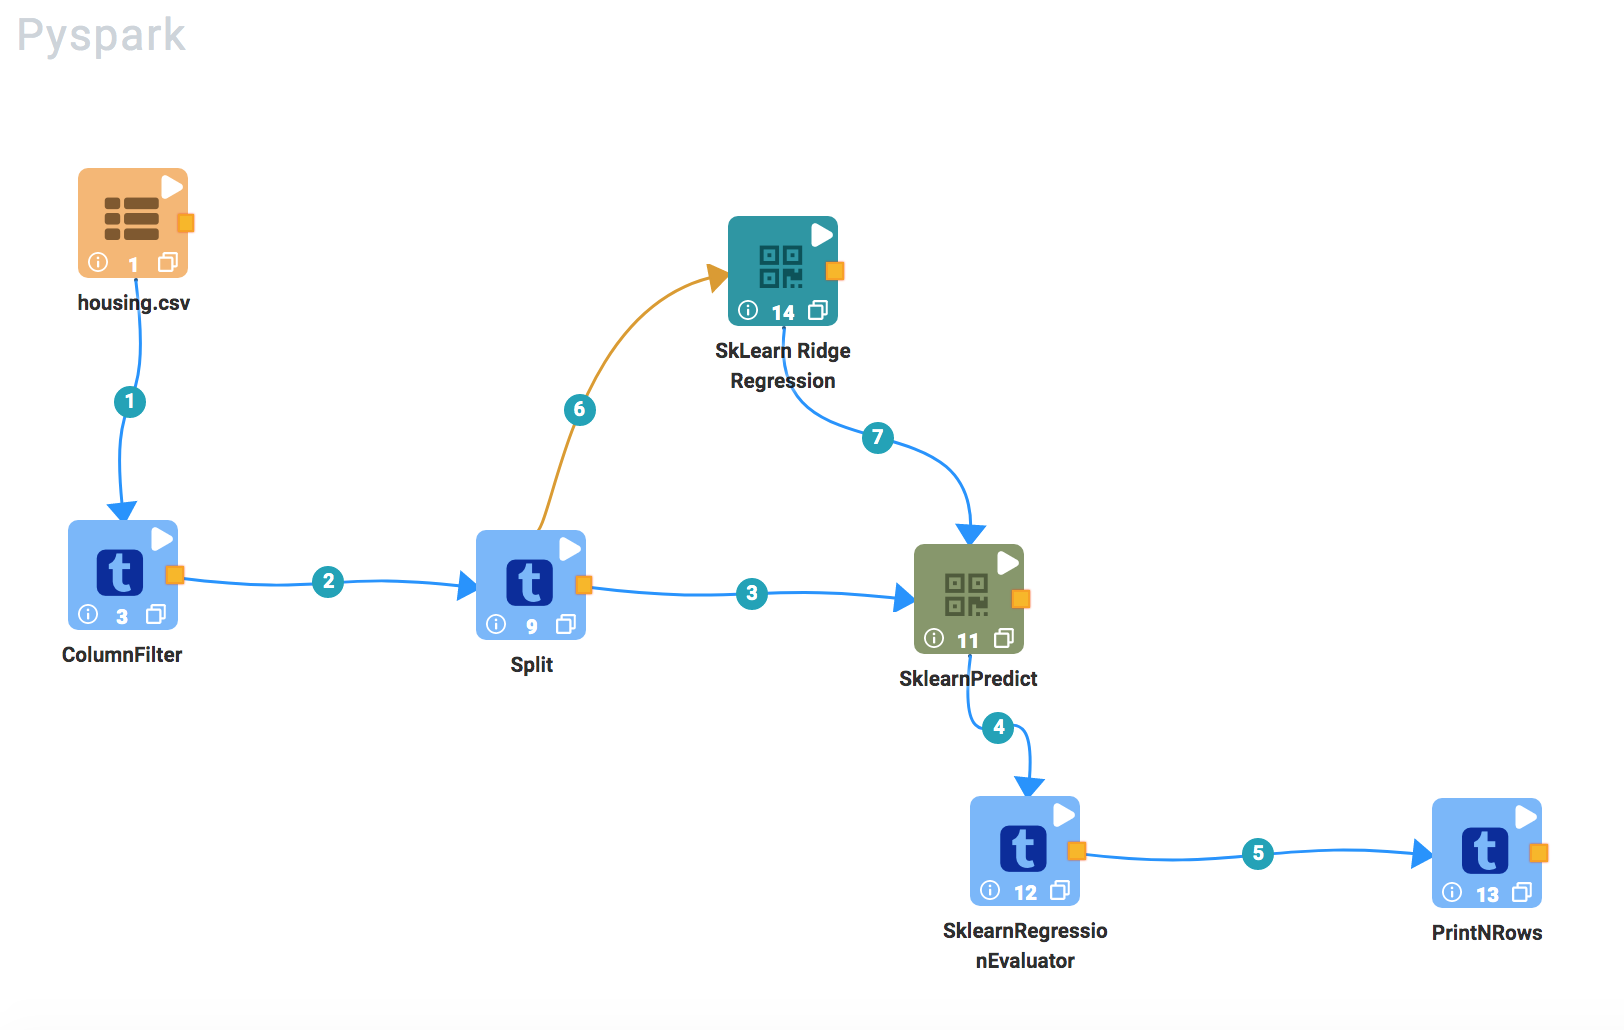 Pyspark
1
housing.csv
14
SkLearn Ridge
Regression
1
6
7
t
3
ColumnFilter
2
t
9
Split
3
11
SklearnPredict
4
t
12
SklearnRegressio
nEvaluator
5
t
13
PrintNRows